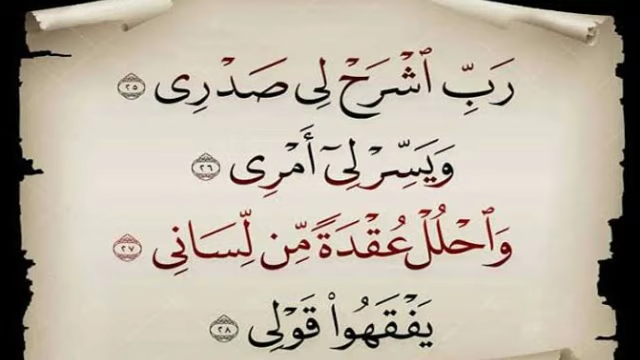 رَبِّ ٱشْرَحْ لِى صَدْرِى ٢٥
وَيَسِّرْ لِىٓ أَمْرِى ٢٦
وَٱحْلُلْ عُقْدَةً مِّن لِّسَانِى ٢٧
يَفْقَهُوا۟ قَوْلِى ٢٨